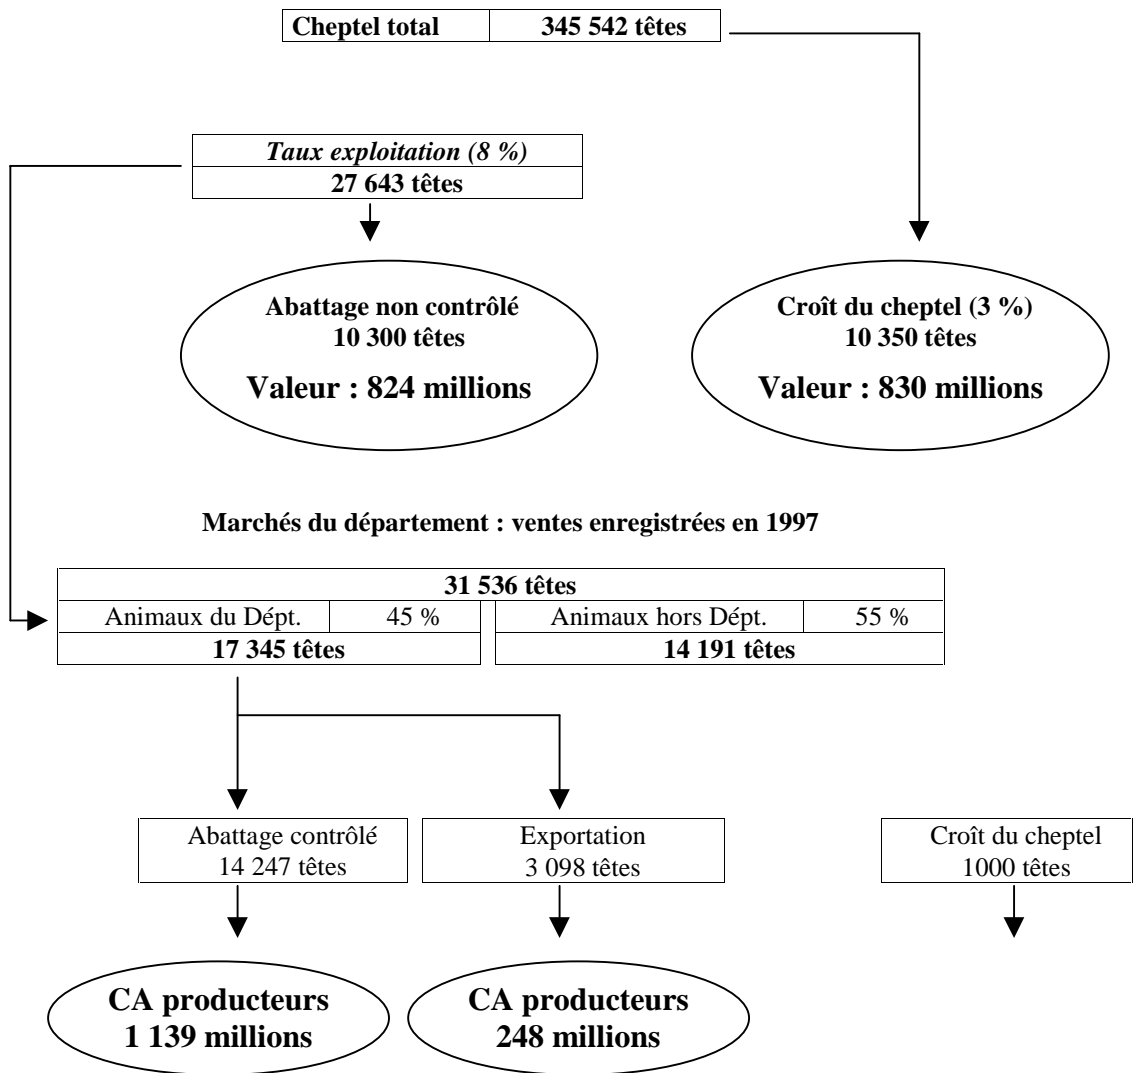 Cheptel total 345 542 têtes
Taux exploitation (8 %)
27 643 têtes
Abattage non contrôlé
10 300 têtes
Valeur : 824 millions
Croît du cheptel (3 %)
10 350 têtes
Valeur : 830 millions
Marchés du département : ventes enregistrées en 1997
31 536 têtes
Animaux du Dépt. 45 % Animaux hors Dépt. 55 %
17 345 têtes 14 191 têtes
Abattage contrôlé
14 247 têtes
Exportation
3 098 têtes
Croît du cheptel
1000 têtes
CA producteurs
1 139 millions
CA producteurs
248 millions